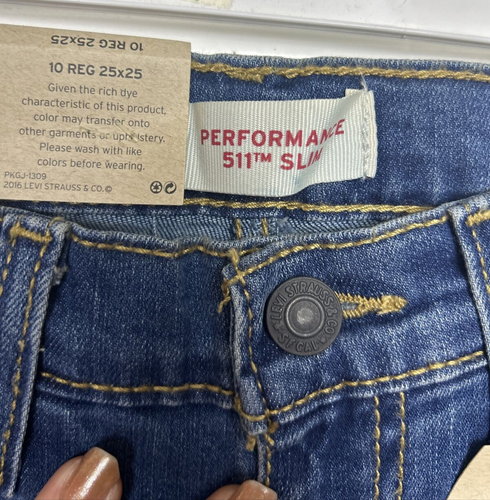 10 REG 25x25
10 REG 25x25
Given the rich dye
characteristic of this product,
color may transfer onto
other garments or upholstery.
Please wash with like
colors before wearing.
PKGJ-1309
2016 LEVI STRAUSS & CO.©
PERFORMANCE
511™ SLIM
LEVI STRAUSS & CO
S.F. CAL